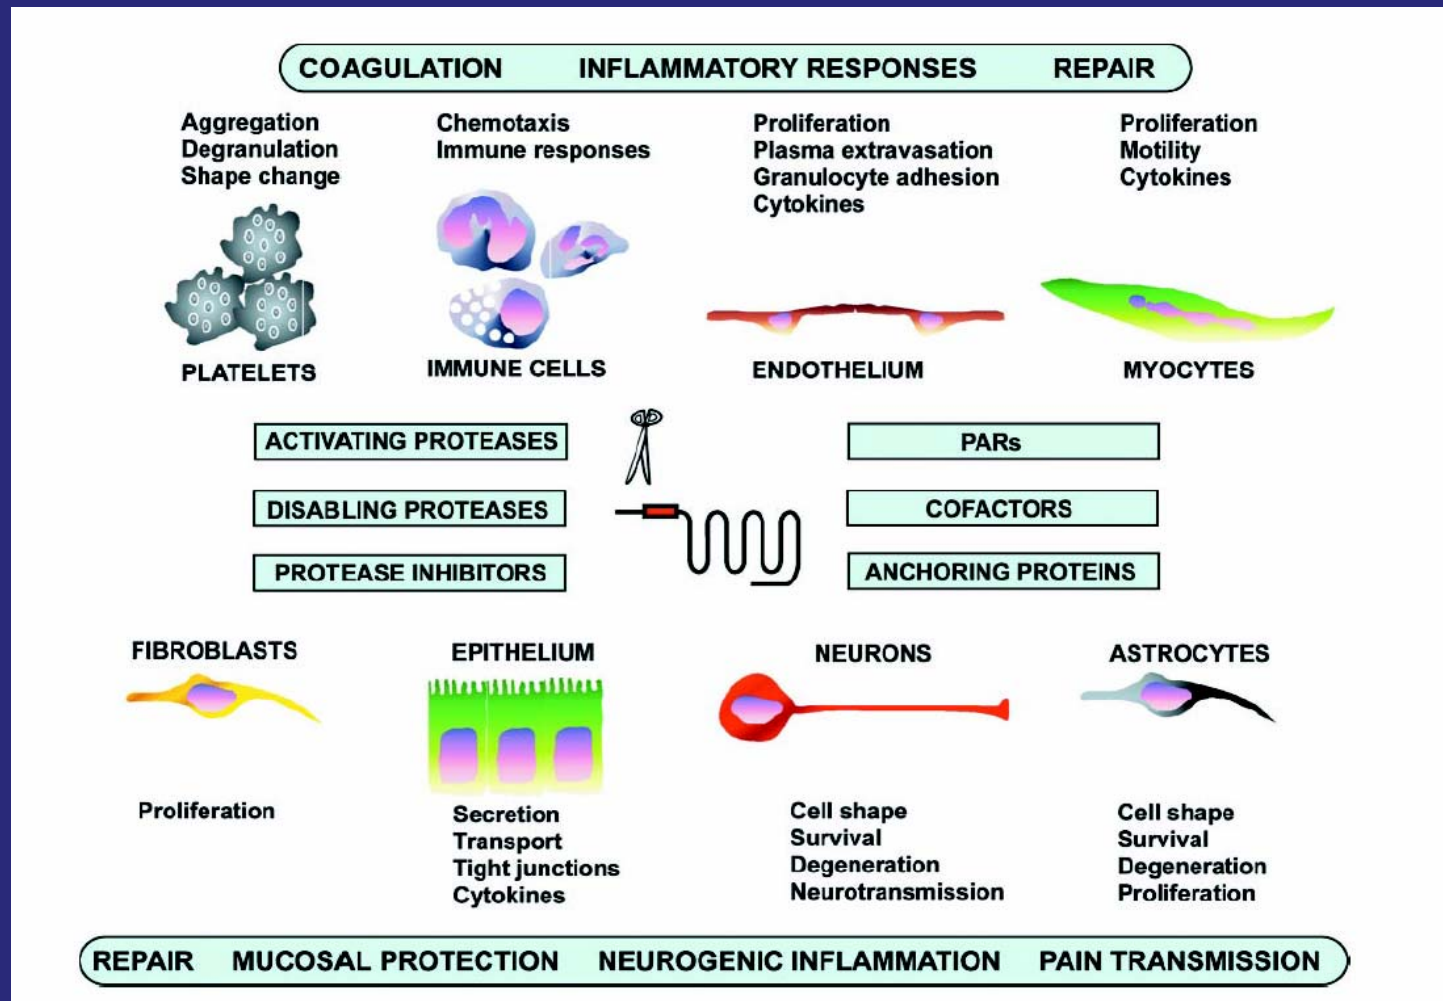 COAGULATION INFLAMMATORY RESPONSES REPAIR
Aggregation
Degranulation
Shape change
PLATELETS
Chemotaxis
Immune responses
IMMUNE CELLS
Proliferation
Plasma extravasation
Granulocyte adhesion
Cytokines
ENDOTHELIUM
Proliferation
Motility
Cytokines
MYOCYTES
ACTIVATING PROTEASES
DISABLING PROTEASES
PROTEASE INHIBITORS
PARs
COFACTORS
ANCHORING PROTEINS
FIBROBLASTS
Proliferation
EPITHELIUM
Secretion
Transport
Tight junctions
Cytokines
NEURONS
Cell shape
Survival
Degeneration
Neurotransmission
ASTROCYTES
Cell shape
Survival
Degeneration
Proliferation
REPAIR MUCOSAL PROTECTION NEUROGENIC INFLAMMATION PAIN TRANSMISSION